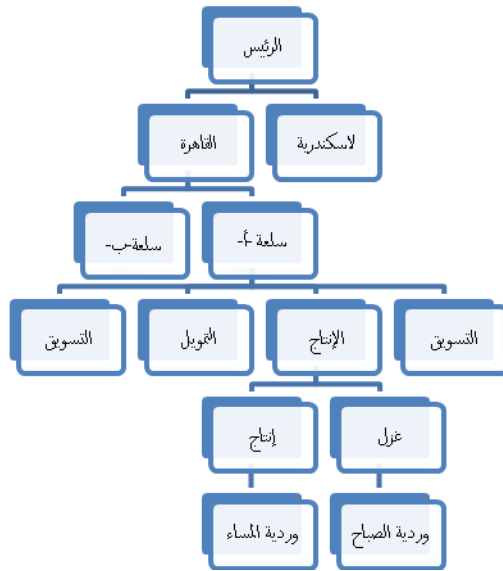 الرئيس
لاسكندرية
القاهرة
سلعة -أ-
سلعة-ب-
التسويق
الإنتاج
التمويل
التسويق
غزل
إنتاج
وردية الصباح
وردية المساء